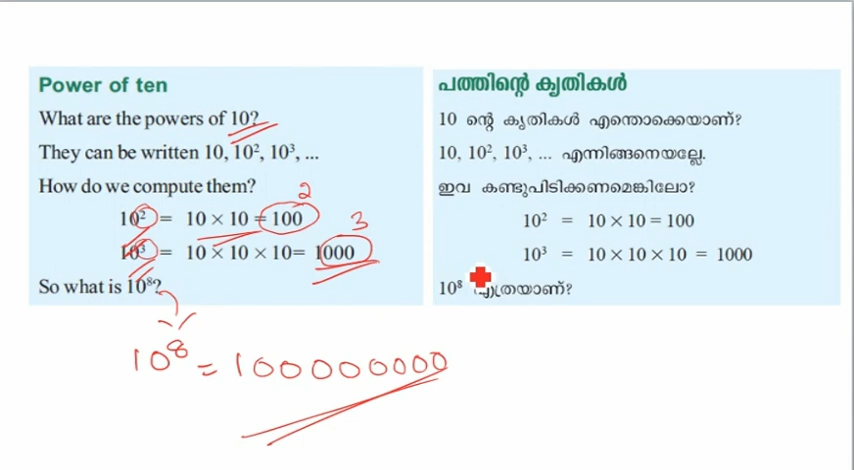 Power of ten
What are the powers of 10?
They can be written 10, 10², 10³, ...
How do we compute them?
10² = 10 × 10 = 100
2
10³ = 10 × 10 × 10 = 1000
3
So what is 10⁸?
10⁸ = 100000000
പത്തിന്റെ കൃതികൾ
10 ന്റെ കൃതികൾ എന്തൊക്കെയാണ്?
10, 10², 10³, ... എന്നിങ്ങനെയല്ലേ.
ഇവ കണ്ടുപിടിക്കണമെങ്കിലോ?
10² = 10 × 10 = 100
10³ = 10 × 10 × 10 = 1000
10⁸ എത്രയാണ്?